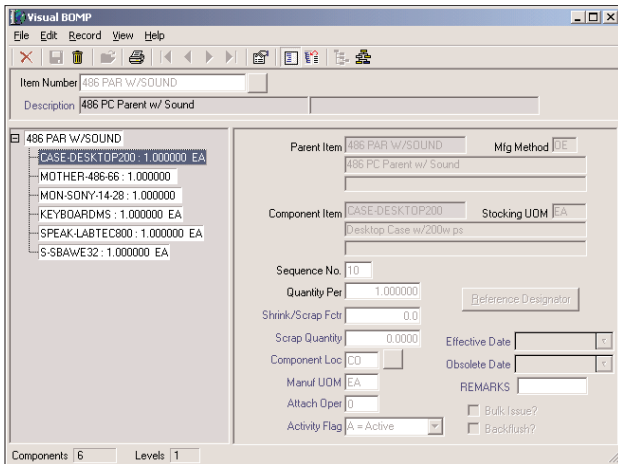 Visual BOMP
File Edit Record View Help
Item Number 486 PAR W/SOUND
Description 486 PC Parent w/ Sound
486 PAR W/SOUND
CASE-DESKTOP200 : 1.000000 EA
MOTHER-486-66 : 1.000000
MON-SONY-14-28 : 1.000000
KEYBOARDMS : 1.000000 EA
SPEAK-LABTEC800 : 1.000000 EA
S-SBAWE32 : 1.000000 EA
Parent Item 486 PAR W/SOUND Mfg Method OE
486 PC Parent w/ Sound
Component Item CASE-DESKTOP200 Stocking UOM EA
Desktop Case w/200w ps
Sequence No. 10
Quantity Per 1.000000
Reference Designator
Shrink/Scrap Fctr 0.0
Scrap Quantity 0.0000 Effective Date
Component Loc CO Obsolete Date
Manuf UOM EA REMARKS
Attach Oper 0 Bulk Issue?
Activity Flag A = Active Backflush?
Components 6 Levels 1